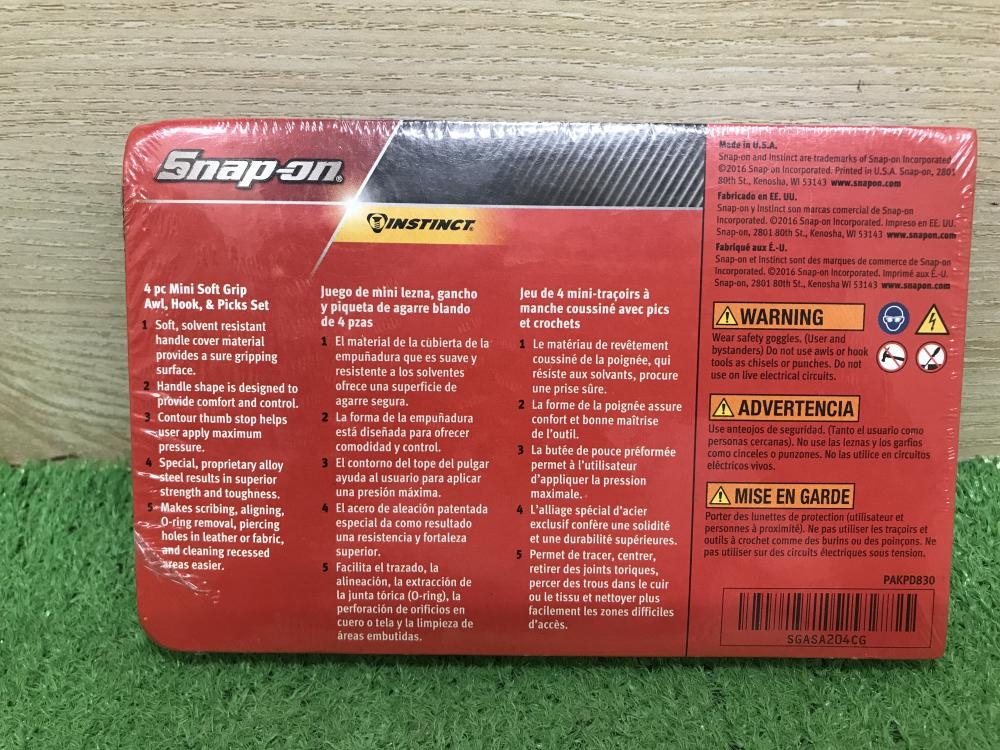 Snap-on®
INSTINCT®
4 pc Mini Soft Grip
Awl, Hook, & Picks Set
1 Soft, solvent resistant
handle cover material
provides a sure gripping
surface.
2 Handle shape is designed to
provide comfort and control.
3 Contour thumb stop helps
user apply maximum
pressure.
4 Special, proprietary alloy
steel results in superior
strength and toughness.
5 Makes scribing, aligning,
O-ring removal, piercing
holes in leather or fabric,
and cleaning recessed
areas easier.
Juego de mini lezna, gancho
y piqueta de agarre blando
de 4 pzas
1 El material de la cubierta de la
empuñadura que es suave y
resistente a los solventes
ofrece una superficie de
agarre segura.
2 La forma de la empuñadura
está diseñada para ofrecer
comodidad y control.
3 El contorno del tope del pulgar
ayuda al usuario para aplicar
una presión máxima.
4 El acero de aleación patentada
especial da como resultado
una resistencia y fortaleza
superior.
5 Facilita el trazado, la
alineación, la extracción de
la junta tórica (O-ring), la
perforación de orificios en
cuero o tela y la limpieza de
áreas embutidas.
Jeu de 4 mini-traçoirs à
manche coussiné avec pics
et crochets
1 Le matériau de revêtement
coussiné de la poignée, qui
résiste aux solvants, procure
une prise sûre.
2 La forme de la poignée assure
confort et bonne maîtrise
de l'outil.
3 La butée de pouce préformée
permet à l'utilisateur
d'appliquer la pression
maximale.
4 L'alliage spécial d'acier
exclusif confère une solidité
et une durabilité supérieures.
5 Permet de tracer, centrer,
retirer des joints toriques,
percer des trous dans le cuir
ou le tissu et nettoyer plus
facilement les zones difficiles
d'accès.
Made in U.S.A.
Snap-on and Instinct are trademarks of Snap-on Incorporated
©2016 Snap-on Incorporated. Printed in U.S.A. Snap-on, 2801
80th St., Kenosha, WI 53143 www.snapon.com
Fabricado en EE. UU.
Snap-on y Instinct son marcas comercial de Snap-on
Incorporated. ©2016 Snap-on Incorporated. Impreso en EE. UU.
Snap-on, 2801 80th St., Kenosha, WI 53143 www.snapon.com
Fabriqué aux É.-U.
Snap-on et Instinct sont des marques de commerce de Snap-on
Incorporated. ©2016 Snap-on Incorporated. Imprimé aux É.-U.
Snap-on, 2801 80th St., Kenosha, WI 53143 www.snapon.com
WARNING
Wear safety goggles. (User and
bystanders) Do not use awls or hook
tools as chisels or punches. Do not
use on live electrical circuits.
ADVERTENCIA
Use anteojos de seguridad. (Tanto el usuario como
personas cercanas). No use las leznas y los garfios
como cinceles o punzones. No las utilice en circuitos
eléctricos vivos.
MISE EN GARDE
Porter des lunettes de protection (utilisateur et
personnes à proximité). Ne pas utiliser les traçoirs et
outils à crochet comme des burins ou des poinçons. Ne
pas utiliser sur des circuits électriques sous tension.
PAKPD830
SGASA204CG